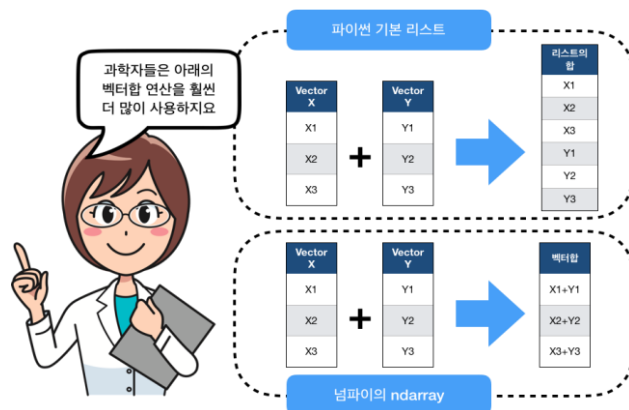 파이썬 기본 리스트
과학자들은 아래의
벡터합 연산을 훨씬
더 많이 사용하지요
Vector
X
X1
X2
X3
+
Vector
Y
Y1
Y2
Y3
리스트의
합
X1
X2
X3
Y1
Y2
Y3
Vector
X
X1
X2
X3
+
Vector
Y
Y1
Y2
Y3
벡터합
X1+Y1
X2+Y2
X3+Y3
넘파이의 ndarray